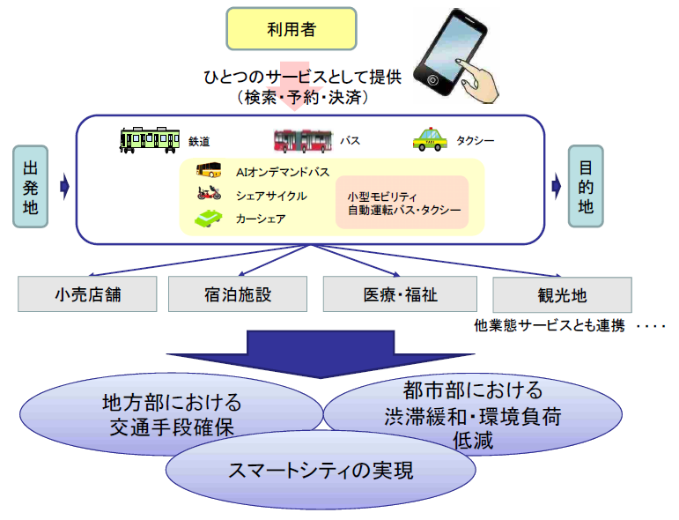 利用者
ひとつのサービスとして提供
（検索・予約・決済）
出発地
鉄道
バス
タクシー
AIオンデマンドバス
シェアサイクル
カーシェア
小型モビリティ
自動運転バス・タクシー
目的地
小売店舗
宿泊施設
医療・福祉
観光地
他業態サービスとも連携 ････
地方部における
交通手段確保
都市部における
渋滞緩和・環境負荷
低減
スマートシティの実現